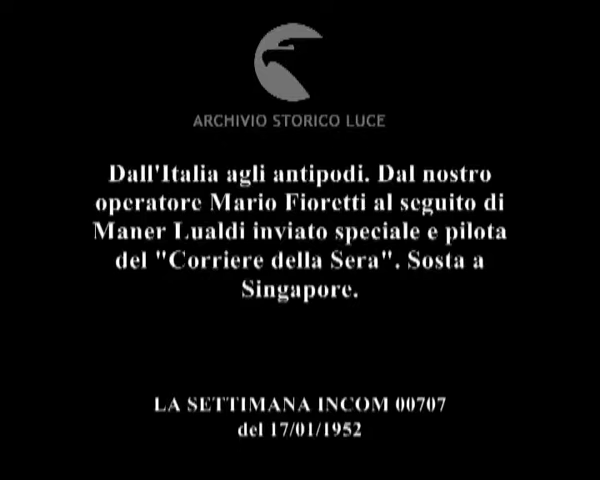 ARCHIVIO STORICO LUCE
Dall'Italia agli antipodi. Dal nostro
operatore Mario Fioretti al seguito di
Maner Lualdi inviato speciale e pilota
del "Corriere della Sera". Sosta a
Singapore.
LA SETTIMANA INCOM 00707
del 17/01/1952